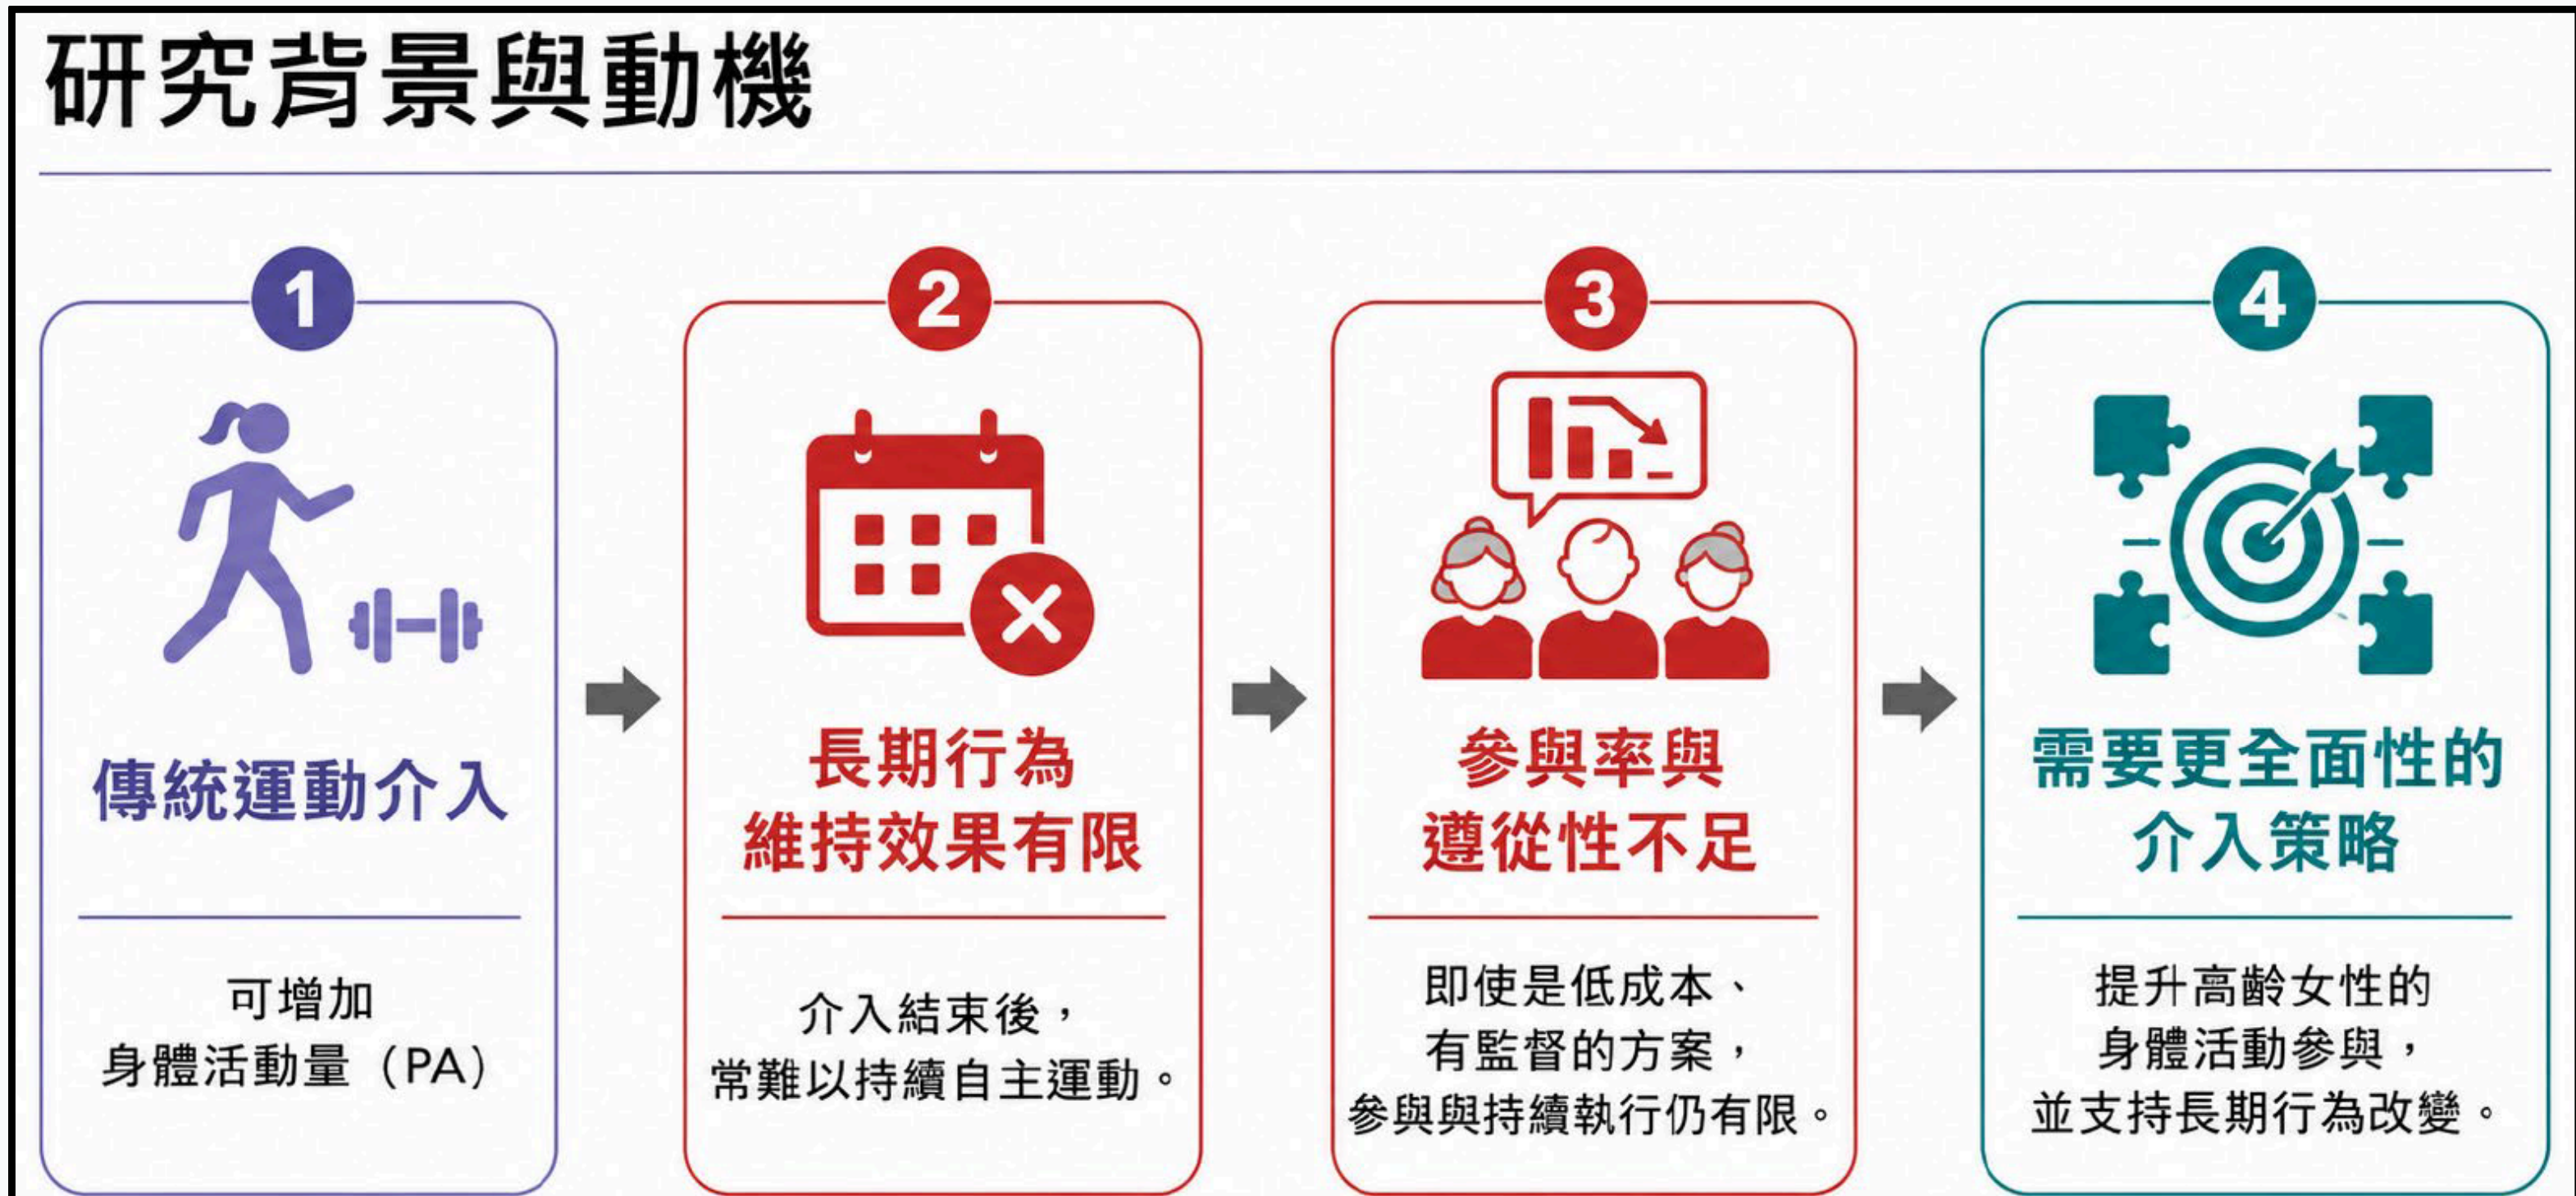 研究背景與動機
1
傳統運動介入
可增加
身體活動量（PA）
2
長期行為
維持效果有限
介入結束後，
常難以持續自主運動。
3
參與率與
遵從性不足
即使是低成本、
有監督的方案，
參與與持續執行仍有限。
4
需要更全面性的
介入策略
提升高齡女性的
身體活動參與，
並支持長期行為改變。